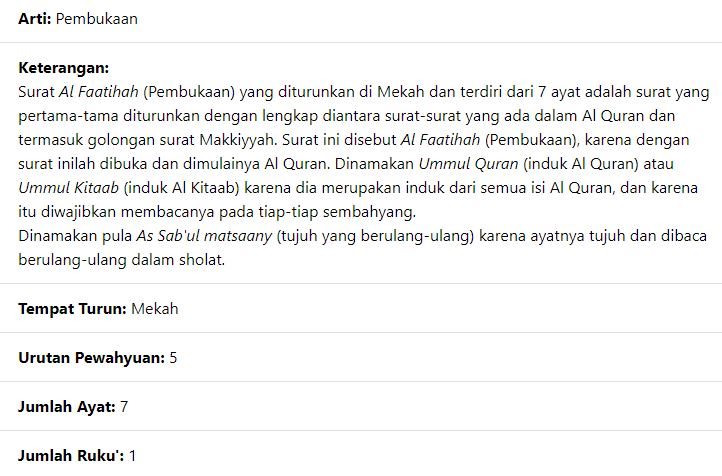 Arti: Pembukaan
Keterangan:
Surat Al Faatihah (Pembukaan) yang diturunkan di Mekah dan terdiri dari 7 ayat adalah surat yang
pertama-tama diturunkan dengan lengkap diantara surat-surat yang ada dalam Al Quran dan
termasuk golongan surat Makkiyyah. Surat ini disebut Al Faatihah (Pembukaan), karena dengan
surat inilah dibuka dan dimulainya Al Quran. Dinamakan Ummul Quran (induk Al Quran) atau
Ummul Kitaab (induk Al Kitaab) karena dia merupakan induk dari semua isi Al Quran, dan karena
itu diwajibkan membacanya pada tiap-tiap sembahyang.
Dinamakan pula As Sab'ul matsaany (tujuh yang berulang-ulang) karena ayatnya tujuh dan dibaca
berulang-ulang dalam sholat.
Tempat Turun: Mekah
Urutan Pewahyuan: 5
Jumlah Ayat: 7
Jumlah Ruku': 1